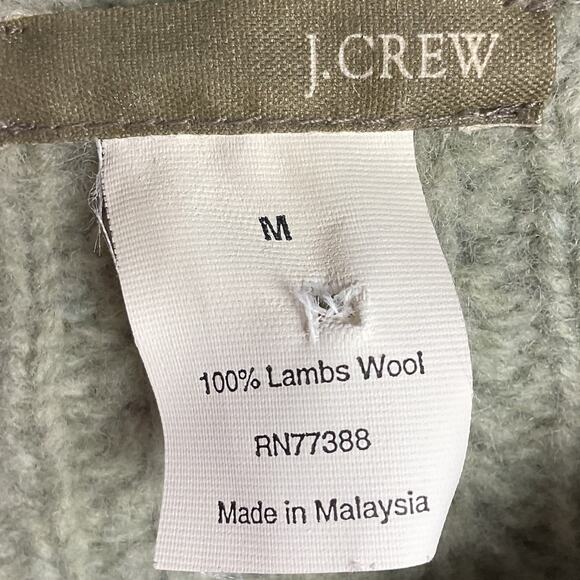 J.CREW
M
100% Lambs Wool
RN77388
Made in Malaysia